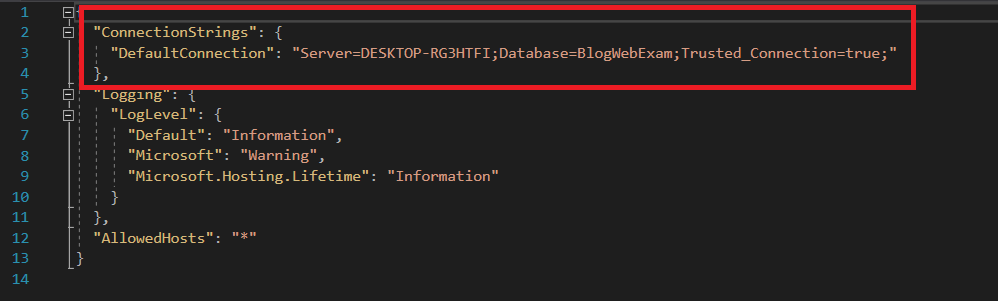 1 {
2 "ConnectionStrings": {
3 "DefaultConnection": "Server=DESKTOP-RG3HTFI;Database=BlogWebExam;Trusted_Connection=true;"
4 },
5 "Logging": {
6 "LogLevel": {
7 "Default": "Information",
8 "Microsoft": "Warning",
9 "Microsoft.Hosting.Lifetime": "Information"
10 }
11 },
12 "AllowedHosts": "*"
13 }
14